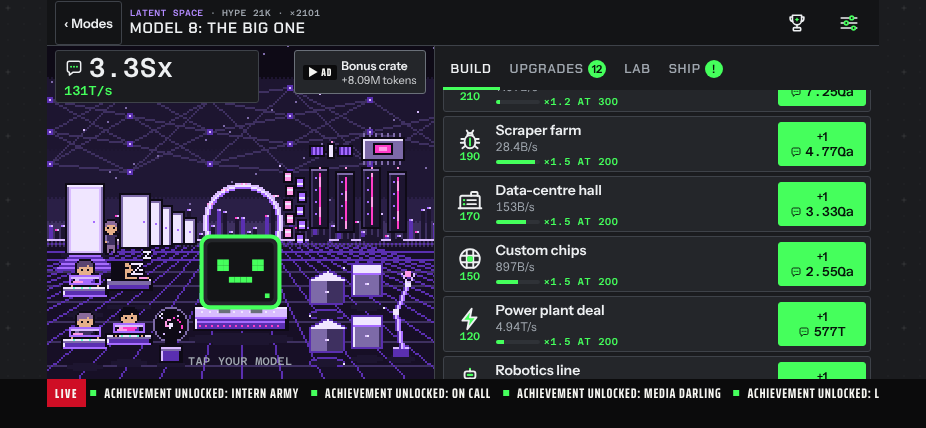 ‹ Modes
LATENT SPACE · HYPE 21K · ×2101
MODEL 8: THE BIG ONE
3.3Sx
131T/s
AD
Bonus crate
+8.09M tokens
BUILD
UPGRADES 12
LAB
SHIP !
210
×1.2 AT 300
7.25Qa
Scraper farm
28.4B/s
190
×1.5 AT 200
+1
4.77Qa
Data-centre hall
153B/s
170
×1.5 AT 200
+1
3.33Qa
Custom chips
897B/s
150
×1.5 AT 200
+1
2.55Qa
Power plant deal
4.94T/s
120
×1.5 AT 200
+1
577T
Robotics line
+1
Z
Z
TAP YOUR MODEL
LIVE
ACHIEVEMENT UNLOCKED: INTERN ARMY
ACHIEVEMENT UNLOCKED: ON CALL
ACHIEVEMENT UNLOCKED: MEDIA DARLING
ACHIEVEMENT UNLOCKED: L